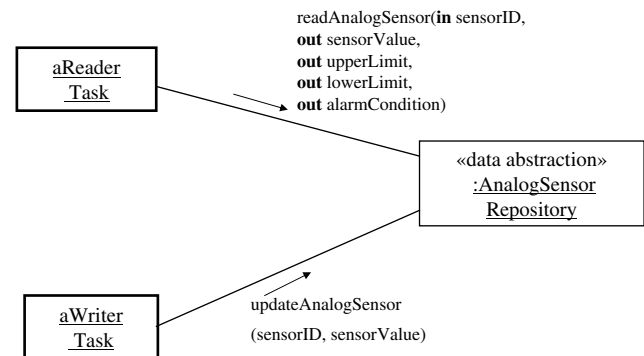 readAnalogSensor(in sensorID,
out sensorValue,
out upperLimit,
out lowerLimit,
out alarmCondition)
aReader
Task
«data abstraction»
:AnalogSensor
Repository
updateAnalogSensor
(sensorID, sensorValue)
aWriter
Task